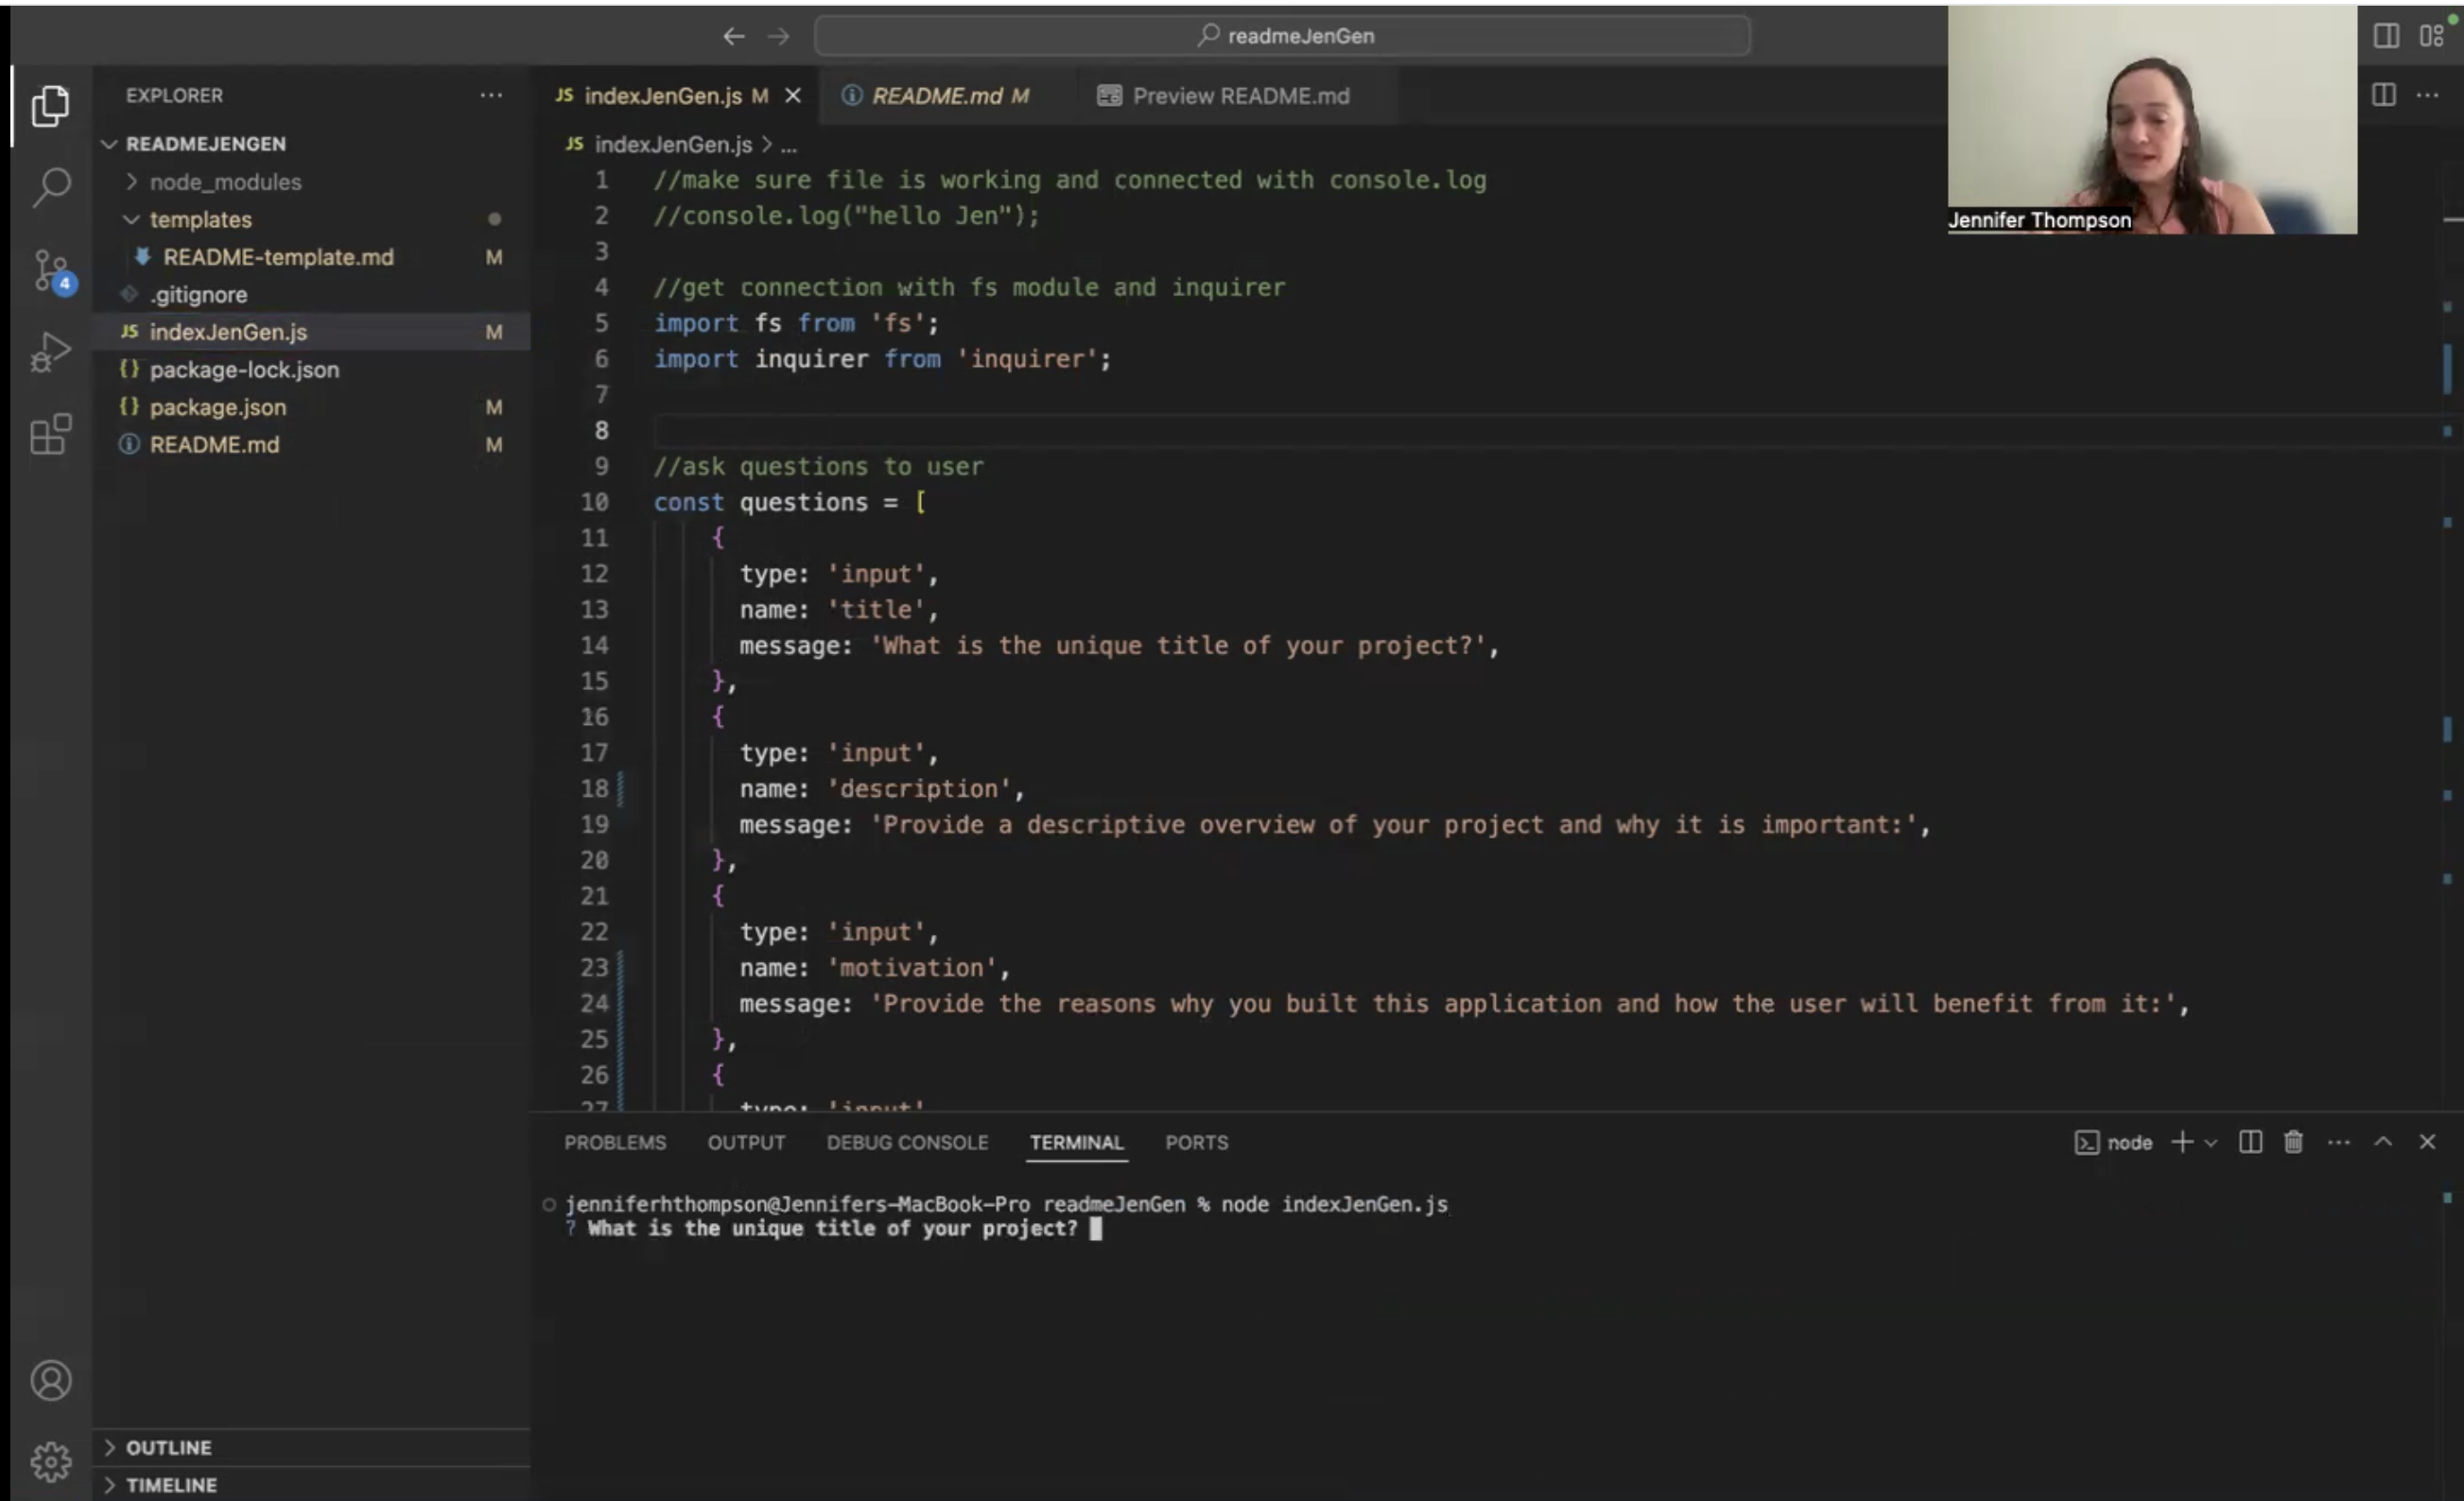 readmeJenGen
EXPLORER
READMEJENGEN
node_modules
templates
README-template.md M
.gitignore
JS indexJenGen.js M
{} package-lock.json
{} package.json M
README.md M
4
OUTLINE
TIMELINE
JS indexJenGen.js M README.md M Preview README.md
JS indexJenGen.js > ...
1 //make sure file is working and connected with console.log
2 //console.log("hello Jen");
3
4 //get connection with fs module and inquirer
5 import fs from 'fs';
6 import inquirer from 'inquirer';
7
8
9 //ask questions to user
10 const questions = [
11 {
12 type: 'input',
13 name: 'title',
14 message: 'What is the unique title of your project?',
15 },
16 {
17 type: 'input',
18 name: 'description',
19 message: 'Provide a descriptive overview of your project and why it is important:',
20 },
21 {
22 type: 'input',
23 name: 'motivation',
24 message: 'Provide the reasons why you built this application and how the user will benefit from it:',
25 },
26 {
27 type: 'input'
Jennifer Thompson
PROBLEMS OUTPUT DEBUG CONSOLE TERMINAL PORTS
node
jenniferhthompson@Jennifers-MacBook-Pro readmeJenGen % node indexJenGen.js
? What is the unique title of your project?